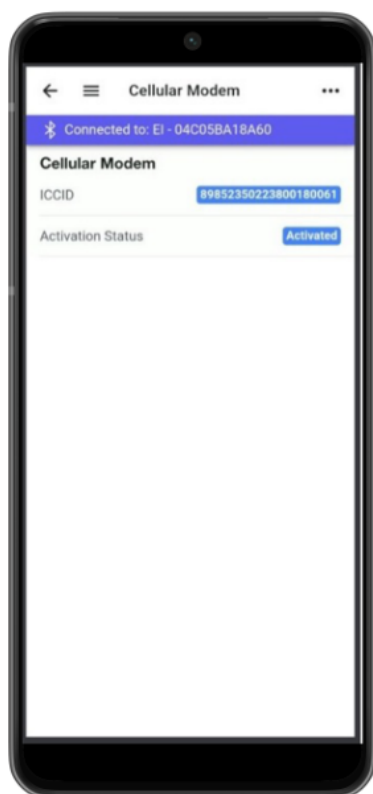 Cellular Modem
Connected to: EI - 04C05BA18A60
Cellular Modem
ICCID 89852350223800180061
Activation Status Activated